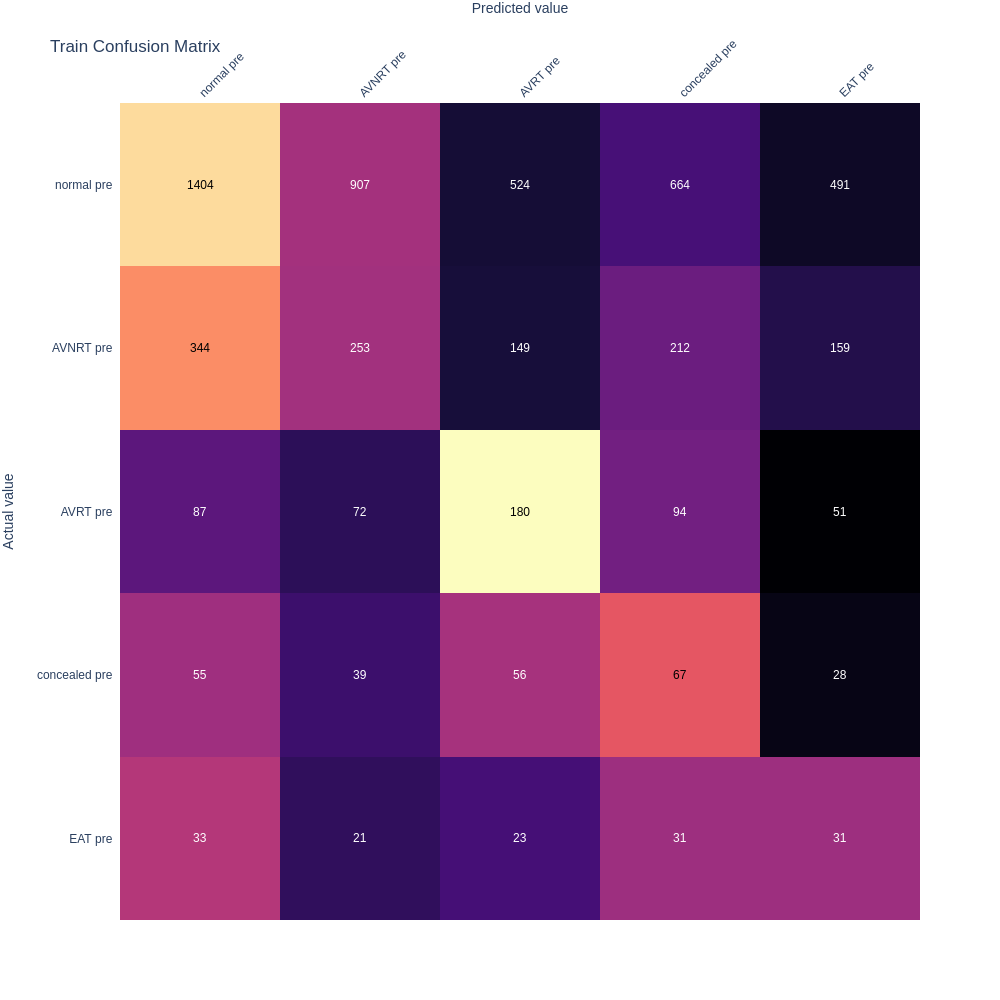 Predicted value
Train Confusion Matrix
normal pre AVNRT pre AVRT pre concealed pre EAT pre
normal pre 1404 907 524 664 491
AVNRT pre 344 253 149 212 159
AVRT pre 87 72 180 94 51
concealed pre 55 39 56 67 28
EAT pre 33 21 23 31 31
Actual value